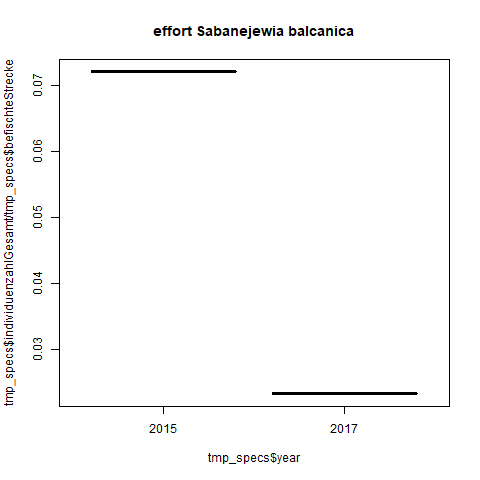 effort Sabanejewia balcanica
tmp_specs$individuenzahlGesamt/tmp_specs$befischteStrecke
0.07
0.06
0.05
0.04
0.03
2015 2017
tmp_specs$year